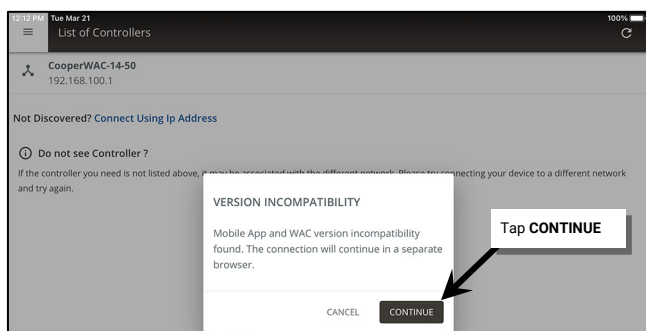 12:12 PM Tue Mar 21 100%
List of Controllers
CooperWAC-14-50
192.168.100.1
Not Discovered? Connect Using Ip Address
Do not see Controller ?
If the controller you need is not listed above, it may be associated with the different network. Please try connecting your device to a different network
and try again.
VERSION INCOMPATIBILITY
Mobile App and WAC version incompatibility
found. The connection will continue in a separate
browser.
CANCEL CONTINUE
Tap CONTINUE